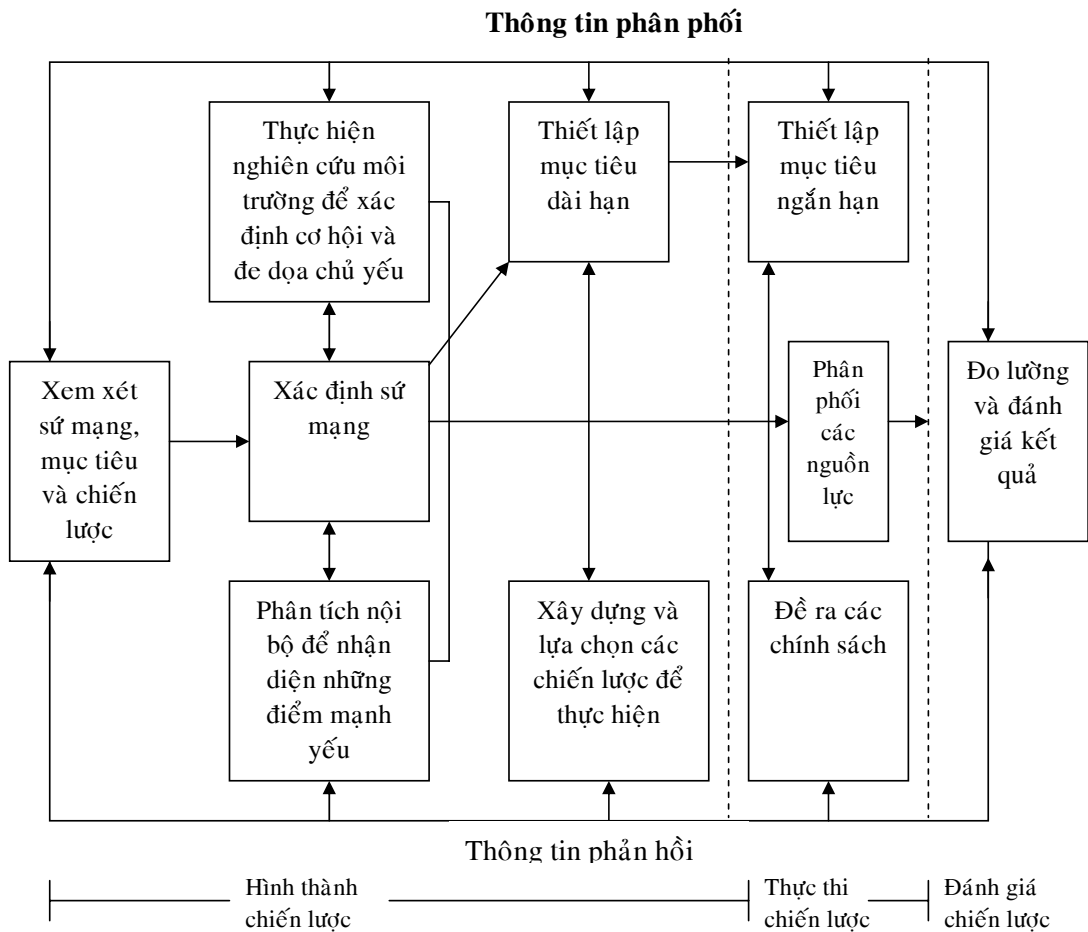 Thông tin phân phối
Thực hiện
nghiên cứu môi
trường để xác
định cơ hội và
đe dọa chủ yếu
Thiết lập
mục tiêu
dài hạn
Thiết lập
mục tiêu
ngắn hạn
Xem xét
sứ mạng,
mục tiêu
và chiến
lược
Xác định sứ
mạng
Phân
phối
các
nguồn
lực
Đo lường
và đánh
giá kết
quả
Phân tích nội
bộ để nhận
diện những
điểm mạnh
yếu
Xây dựng và
lựa chọn các
chiến lược để
thực hiện
Đề ra các
chính sách
Thông tin phản hồi
Hình thành
chiến lược
Thực thi
chiến lược
Đánh giá
chiến lược